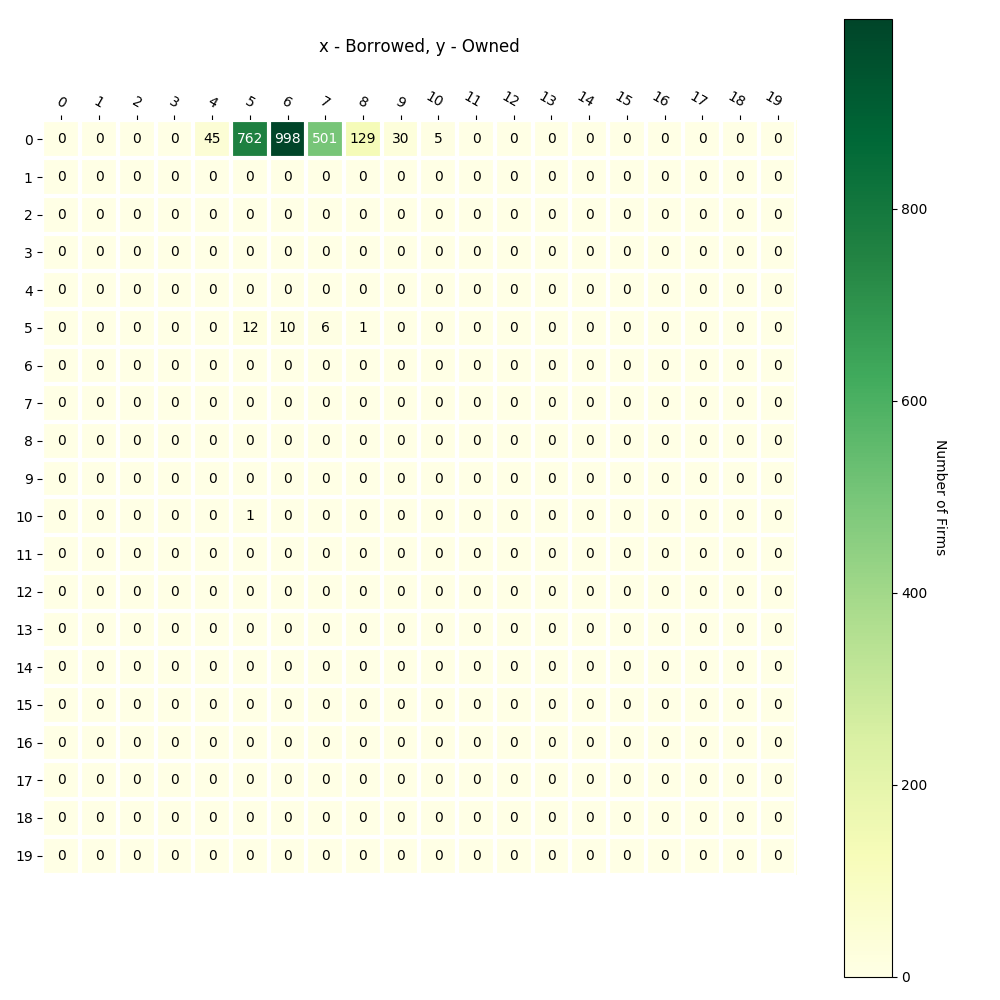 x - Borrowed, y - Owned
0 1 2 3 4 5 6 7 8 9 10 11 12 13 14 15 16 17 18 19
0 0 0 0 0 45 762 998 501 129 30 5 0 0 0 0 0 0 0 0 0
1 0 0 0 0 0 0 0 0 0 0 0 0 0 0 0 0 0 0 0 0
2 0 0 0 0 0 0 0 0 0 0 0 0 0 0 0 0 0 0 0 0
3 0 0 0 0 0 0 0 0 0 0 0 0 0 0 0 0 0 0 0 0
4 0 0 0 0 0 0 0 0 0 0 0 0 0 0 0 0 0 0 0 0
5 0 0 0 0 0 12 10 6 1 0 0 0 0 0 0 0 0 0 0 0
6 0 0 0 0 0 0 0 0 0 0 0 0 0 0 0 0 0 0 0 0
7 0 0 0 0 0 0 0 0 0 0 0 0 0 0 0 0 0 0 0 0
8 0 0 0 0 0 0 0 0 0 0 0 0 0 0 0 0 0 0 0 0
9 0 0 0 0 0 0 0 0 0 0 0 0 0 0 0 0 0 0 0 0
10 0 0 0 0 0 1 0 0 0 0 0 0 0 0 0 0 0 0 0 0
11 0 0 0 0 0 0 0 0 0 0 0 0 0 0 0 0 0 0 0 0
12 0 0 0 0 0 0 0 0 0 0 0 0 0 0 0 0 0 0 0 0
13 0 0 0 0 0 0 0 0 0 0 0 0 0 0 0 0 0 0 0 0
14 0 0 0 0 0 0 0 0 0 0 0 0 0 0 0 0 0 0 0 0
15 0 0 0 0 0 0 0 0 0 0 0 0 0 0 0 0 0 0 0 0
16 0 0 0 0 0 0 0 0 0 0 0 0 0 0 0 0 0 0 0 0
17 0 0 0 0 0 0 0 0 0 0 0 0 0 0 0 0 0 0 0 0
18 0 0 0 0 0 0 0 0 0 0 0 0 0 0 0 0 0 0 0 0
19 0 0 0 0 0 0 0 0 0 0 0 0 0 0 0 0 0 0 0 0
800
600
400
200
0
Number of Firms